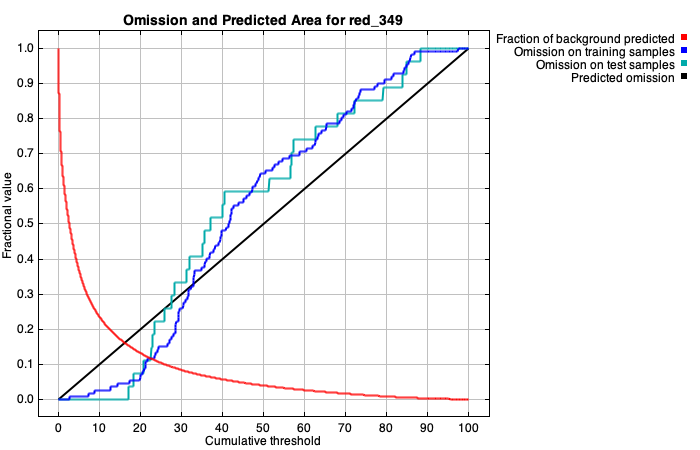 Omission and Predicted Area for red_349
Fraction of background predicted
Omission on training samples
Omission on test samples
Predicted omission
Fractional value
1.0
0.9
0.8
0.7
0.6
0.5
0.4
0.3
0.2
0.1
0.0
0 10 20 30 40 50 60 70 80 90 100
Cumulative threshold